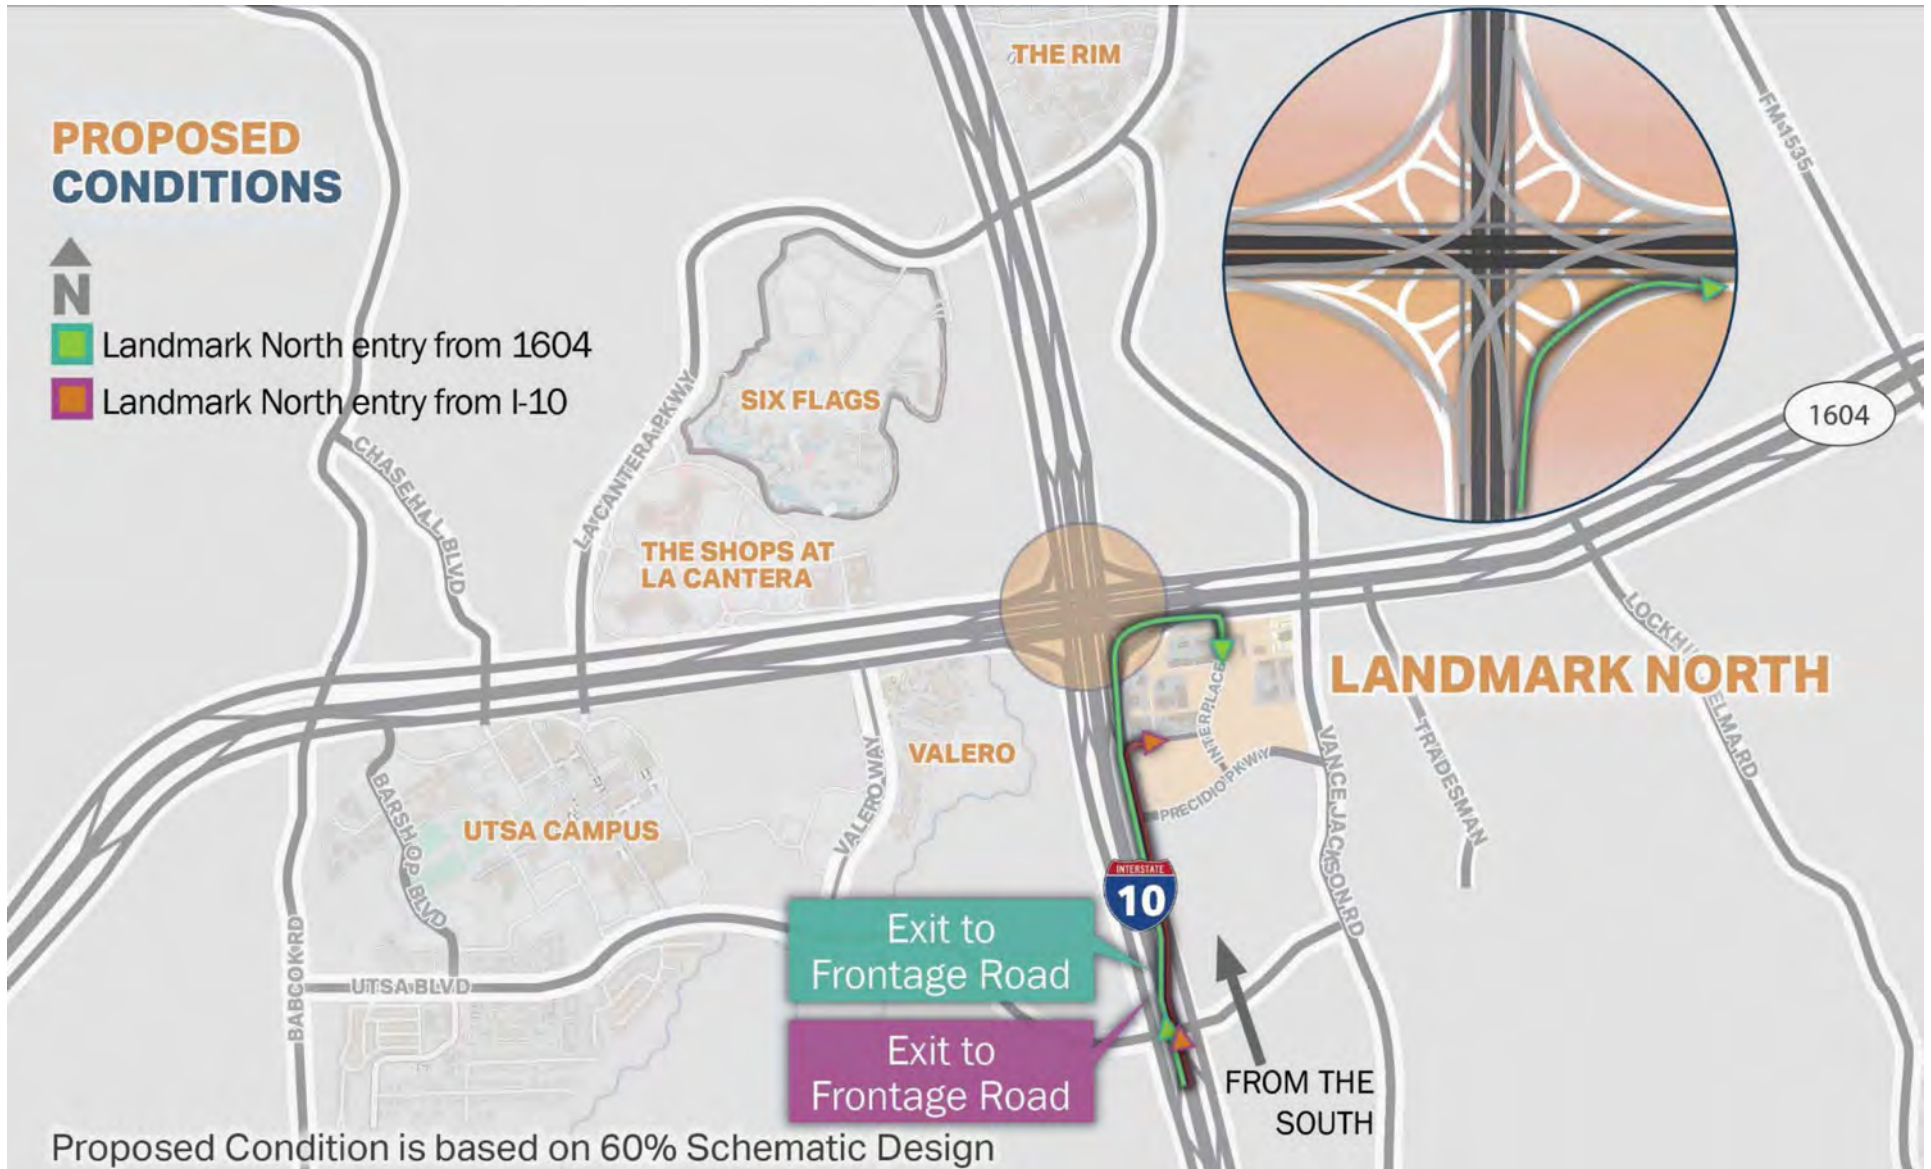 THE RIM
FM 1535
PROPOSED
CONDITIONS
N
Landmark North entry from 1604
Landmark North entry from I-10
SIX FLAGS
1604
LA CANTERA PKWY
CHASE HILL BLVD
THE SHOPS AT
LA CANTERA
LANDMARK NORTH
INTERPLACE
VALERO
PRECIDIO PKWY
VANCE JACKSON RD
TRADESMAN
ELMA RD
BARSHOP BLVD
UTSA CAMPUS
VALERO WAY
INTERSTATE
10
Exit to
Frontage Road
BABCOK RD
UTSA BLVD
Exit to
Frontage Road
FROM THE
SOUTH
Proposed Condition is based on 60% Schematic Design